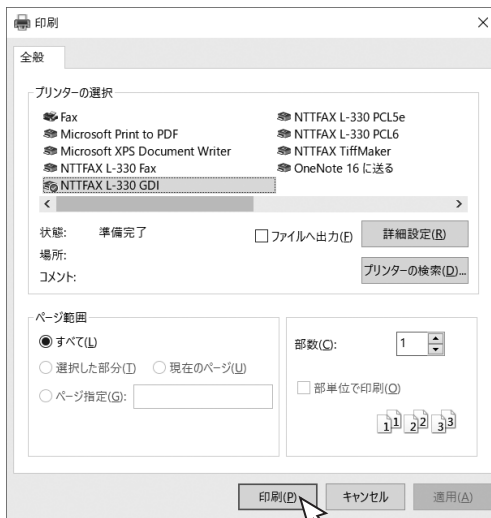 印刷
全般
プリンターの選択
Fax
Microsoft Print to PDF
Microsoft XPS Document Writer
NTTFAX L-330 Fax
NTTFAX L-330 GDI
NTTFAX L-330 PCL5e
NTTFAX L-330 PCL6
NTTFAX TiffMaker
OneNote 16 に送る
状態: 準備完了
場所:
コメント:
ファイルへ出力(F)
詳細設定(R)
プリンターの検索(D)...
ページ範囲
すべて(L)
選択した部分(T) 現在のページ(U)
ページ指定(G):
部数(C): 1
部単位で印刷(O)
1 1 2 2 3 3
印刷(P) キャンセル 適用(A)